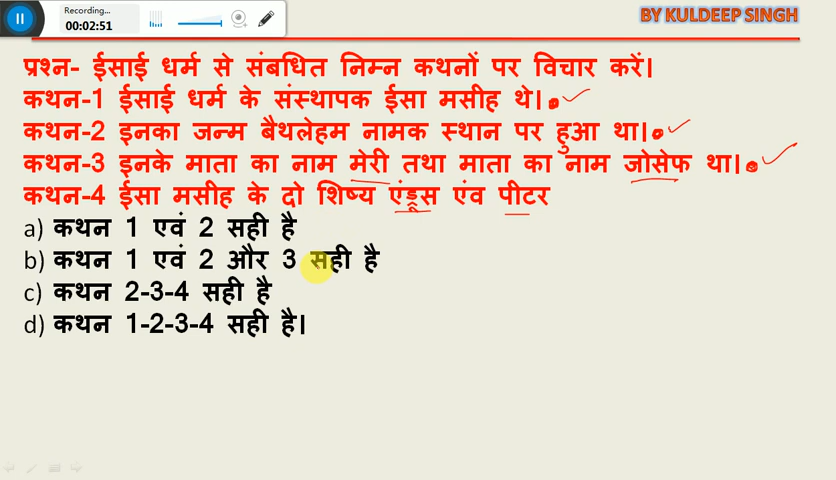 Recording...
00:02:51
BY KULDEEP SINGH
प्रश्न- ईसाई धर्म से संबधित निम्न कथनों पर विचार करें।
कथन-1 ईसाई धर्म के संस्थापक ईसा मसीह थे।
कथन-2 इनका जन्म बैथलेहम नामक स्थान पर हुआ था।
कथन-3 इनके माता का नाम मेरी तथा माता का नाम जोसेफ था।
कथन-4 ईसा मसीह के दो शिष्य एंड्रूस एंव पीटर
a) कथन 1 एवं 2 सही है
b) कथन 1 एवं 2 और 3 सही है
c) कथन 2-3-4 सही है
d) कथन 1-2-3-4 सही है।